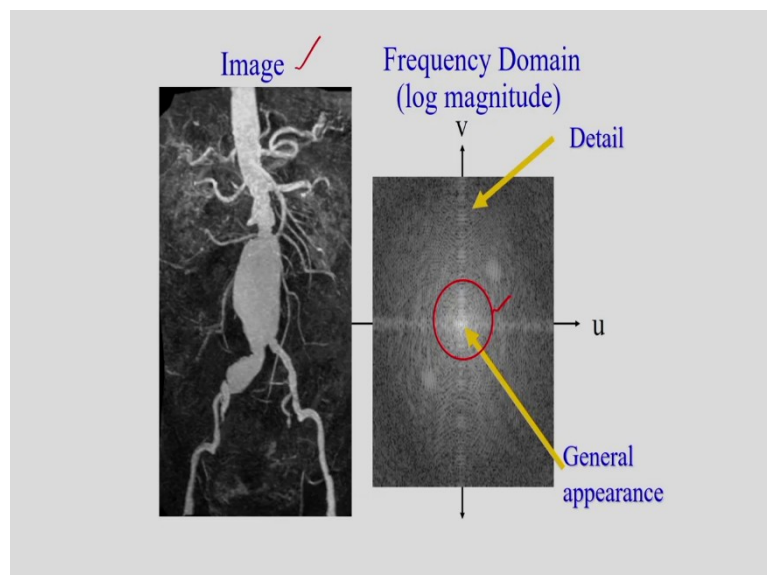 Image
Frequency Domain
(log magnitude)
v
Detail
u
General
appearance